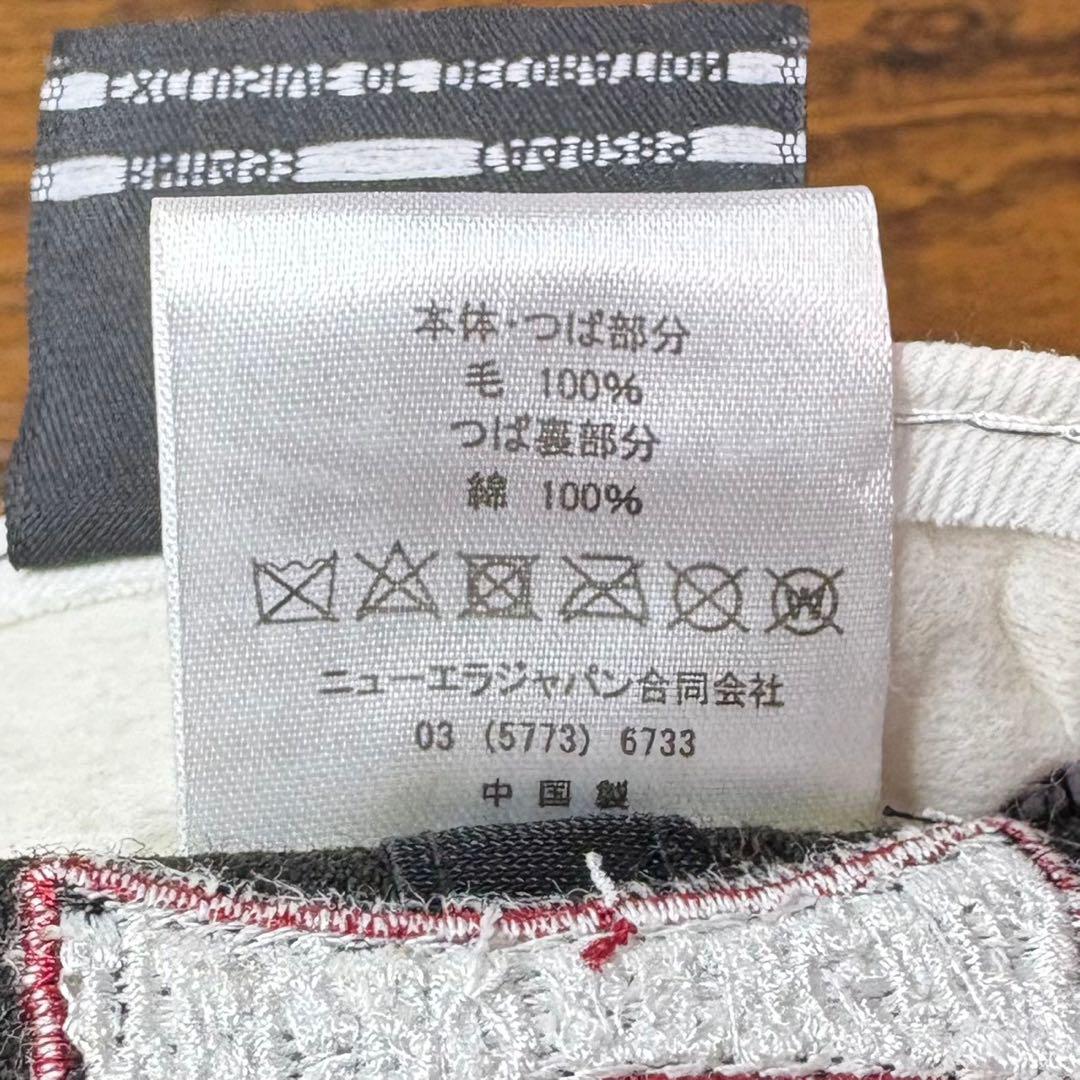 本体・つば部分
毛 100%
つば裏部分
綿 100%
W
ニューエラジャパン合同会社
03 (5773) 6733
中国製